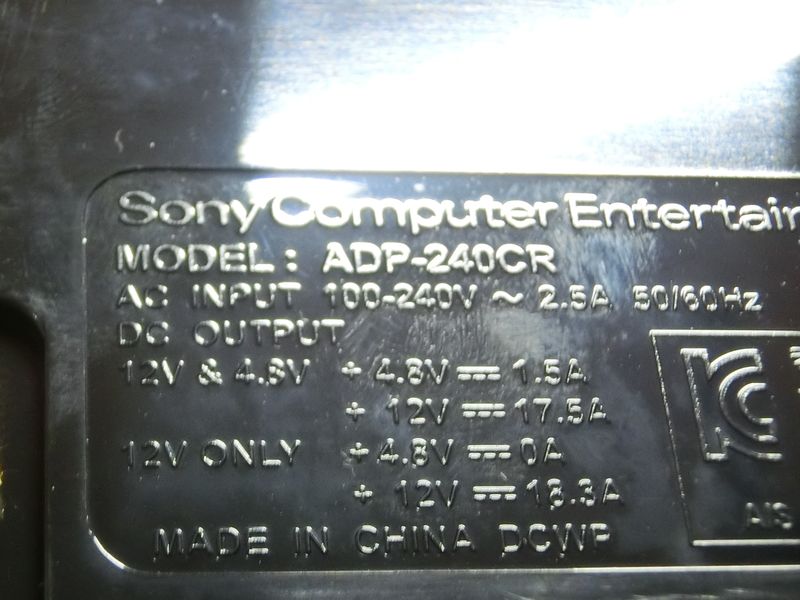 Sony Computer Entertain
MODEL: ADP-240CR
AC INPUT 100-240V ~ 2.5A 50/60Hz
DC OUTPUT
12V & 4.8V + 4.8V ⎓ 1.5A
+ 12V ⎓ 17.5A
12V ONLY + 4.8V ⎓ 0A
+ 12V ⎓ 18.3A
MADE IN CHINA DCWP
KC
AIS